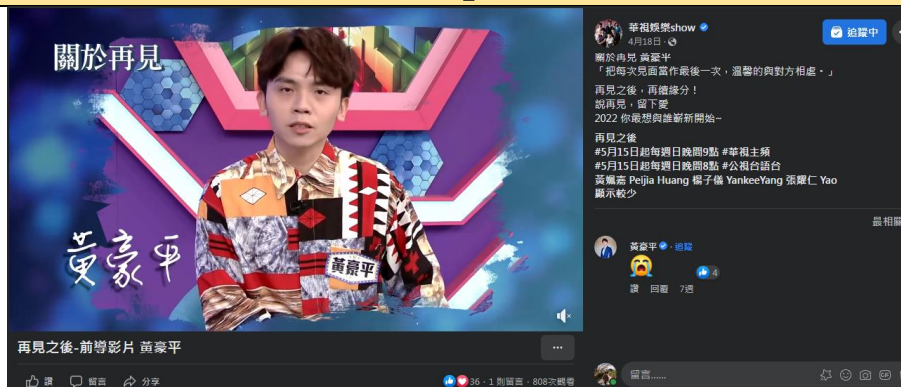 關於再見
黃豪平
黃豪平
再見之後-前導影片 黃豪平
讚 留言 分享
36·1 則留言·808次觀看
華視娛樂show
4月18日
追蹤中
關於再見 黃豪平
「把每次見面當作最後一次,溫馨的與對方相處。」
再見之後,再續緣分!
說再見,留下愛
2022 你最想與誰嶄新開始~
再見之後
#5月15日起每週日晚間9點 #華視主頻
#5月15日起每週日晚間8點 #公視台語台
黃姵嘉 Peijia Huang 楊子儀 YankeeYang 張耀仁 Yao
顯示較少
最相關
黃豪平·追蹤
4
讚 回覆 7週
留言......